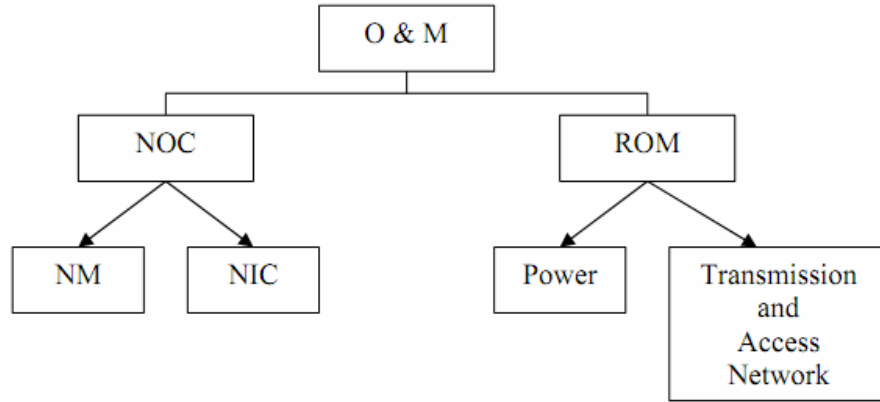 O & M
NOC
ROM
NM
NIC
Power
Transmission
and
Access
Network